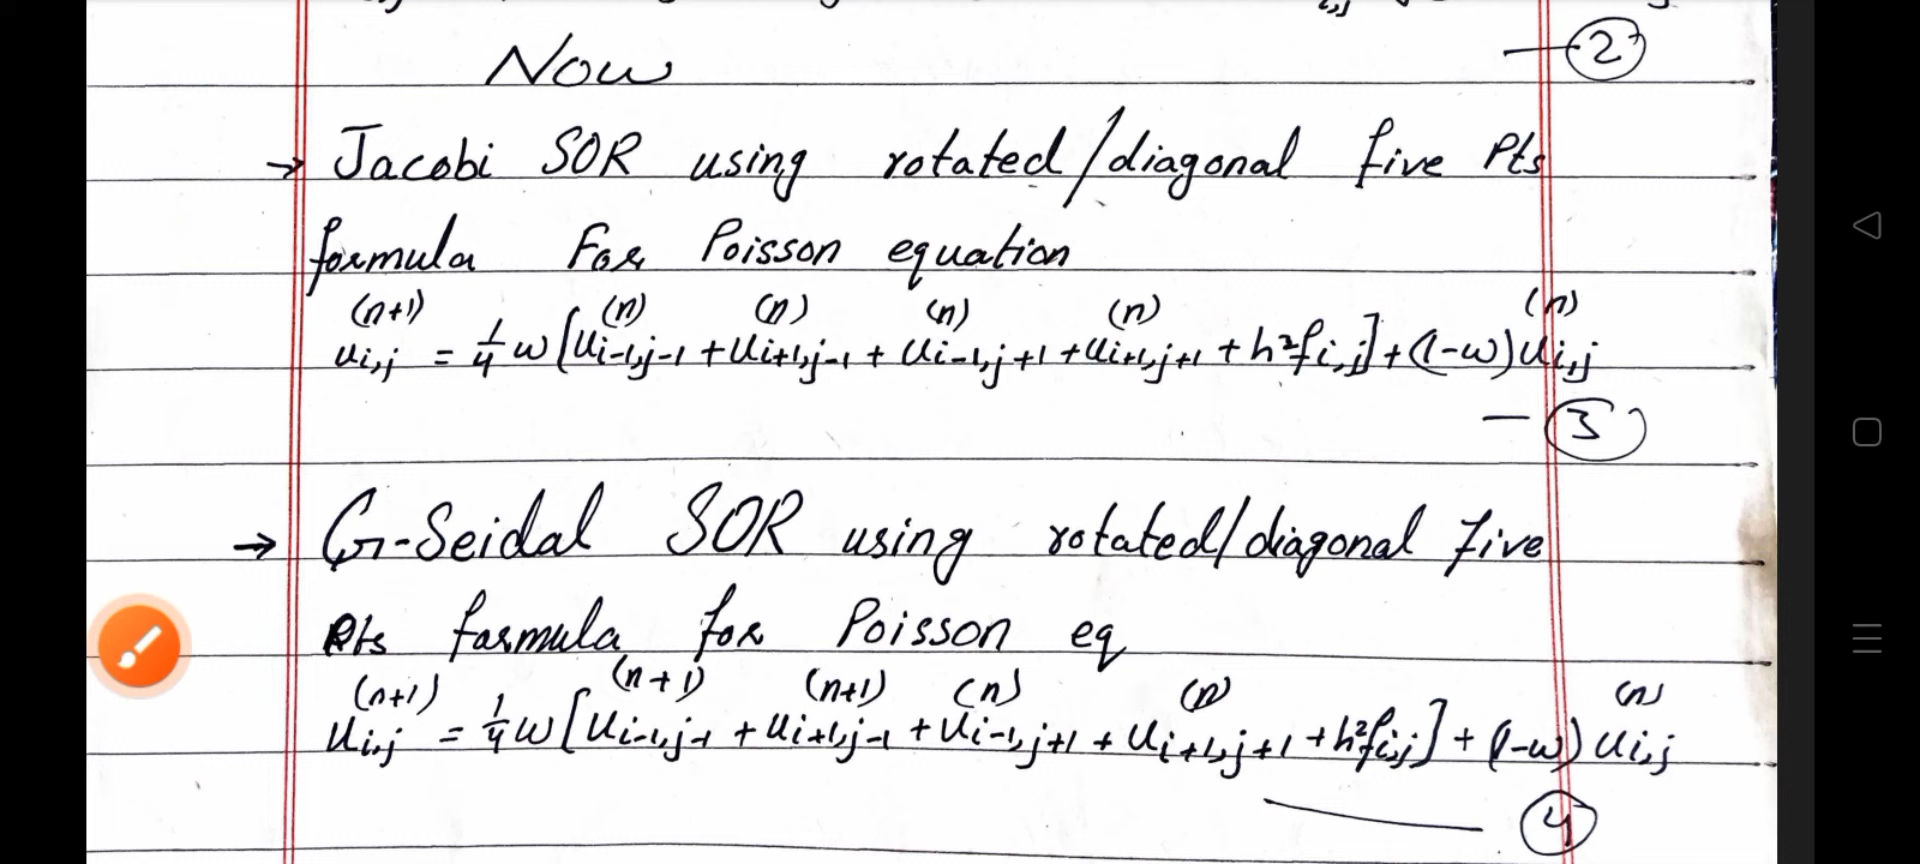 — ②
Now
→ Jacobi SOR using rotated/diagonal five Pts
formula For Poisson equation
u_{i,j}^{(n+1)} = 1/4 w [u_{i-1,j-1}^{(n)} + u_{i+1,j-1}^{(n)} + u_{i-1,j+1}^{(n)} + u_{i+1,j+1}^{(n)} + h²f_{i,j}] + (1-w) u_{i,j}^{(n)}
— ③
→ G-Seidal SOR using rotated/diagonal five
Pts formula for Poisson eq
u_{i,j}^{(n+1)} = 1/4 w [u_{i-1,j-1}^{(n+1)} + u_{i+1,j-1}^{(n+1)} + u_{i-1,j+1}^{(n)} + u_{i+1,j+1}^{(n)} + h²f_{i,j}] + (1-w) u_{i,j}^{(n)}
— ④